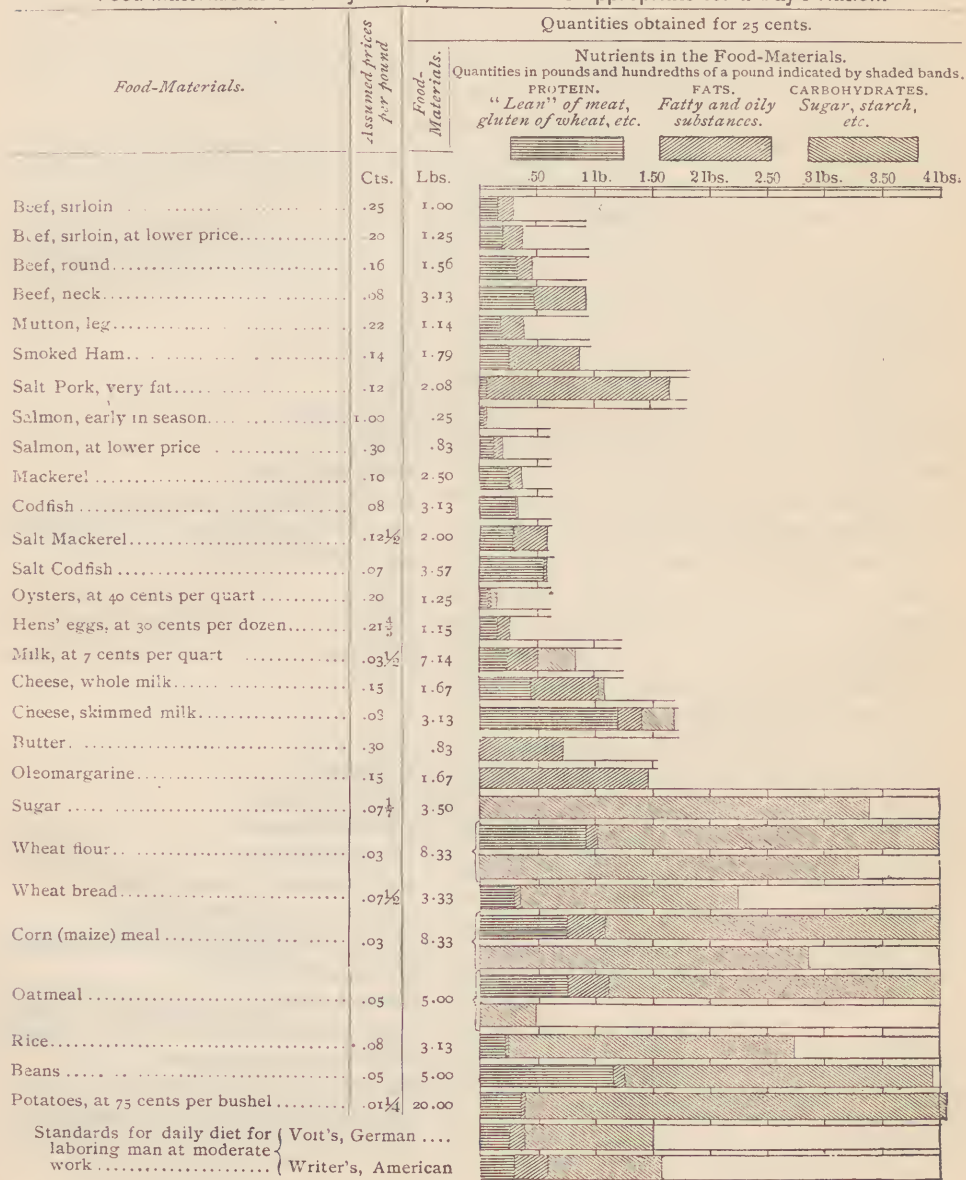 Quantities obtained for 25 cents.
Food-Materials.
Assumed prices per pound
Food-Materials.
Nutrients in the Food-Materials.
Quantities in pounds and hundredths of a pound indicated by shaded bands.
PROTEIN. FATS. CARBOHYDRATES.
"Lean" of meat, Fatty and oily Sugar, starch,
gluten of wheat, etc. substances. etc.
Cts. Lbs. .50 1 lb. 1.50 2 lbs. 2.50 3 lbs. 3.50 4 lbs.
Beef, sirloin .25 1.00
Beef, sirloin, at lower price .20 1.25
Beef, round .16 1.56
Beef, neck .08 3.13
Mutton, leg .22 1.14
Smoked Ham .14 1.79
Salt Pork, very fat .12 2.08
Salmon, early in season 1.00 .25
Salmon, at lower price .30 .83
Mackerel .10 2.50
Codfish 08 3.13
Salt Mackerel .12½ 2.00
Salt Codfish .07 3.57
Oysters, at 40 cents per quart .20 1.25
Hens' eggs, at 30 cents per dozen .21 1.15
Milk, at 7 cents per quart .03½ 7.14
Cheese, whole milk .15 1.67
Cheese, skimmed milk .08 3.13
Butter. .30 .83
Oleomargarine .15 1.67
Sugar .07 3.50
Wheat flour .03 8.33
Wheat bread .07½ 3.33
Corn (maize) meal .03 8.33
Oatmeal .05 5.00
Rice .08 3.13
Beans .05 5.00
Potatoes, at 75 cents per bushel .01¼ 20.00
Standards for daily diet for { Voit's, German ....
laboring man at moderate
work { Writer's, American